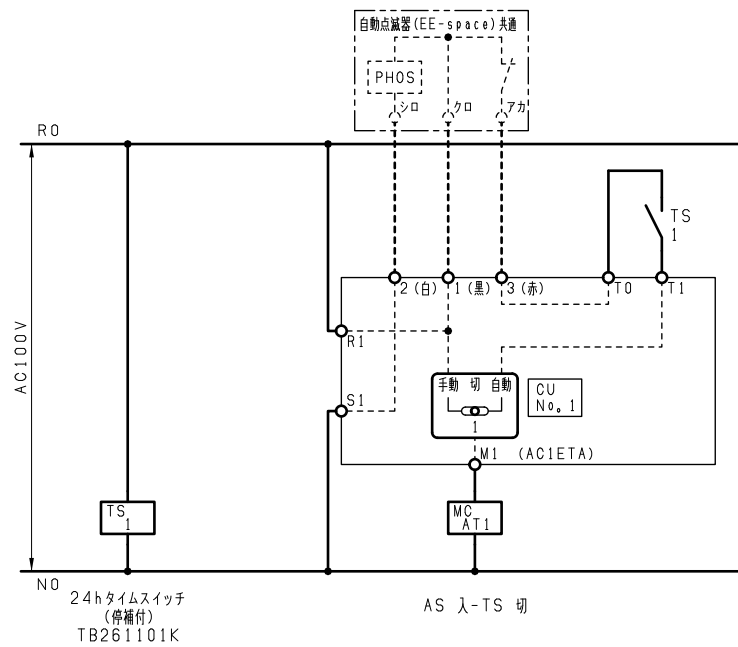 自動点滅器(EE-space)共通
PHOS
シロ
クロ
アカ
R0
TS
1
2(白)
1(黒)
3(赤)
T0
T1
R1
AC100V
手動 切 自動
CU
No。1
S1
1
M1 (AC1ETA)
TS
1
MC
AT1
N0
24hタイムスイッチ
(停補付)
TB261101K
AS 入-TS 切